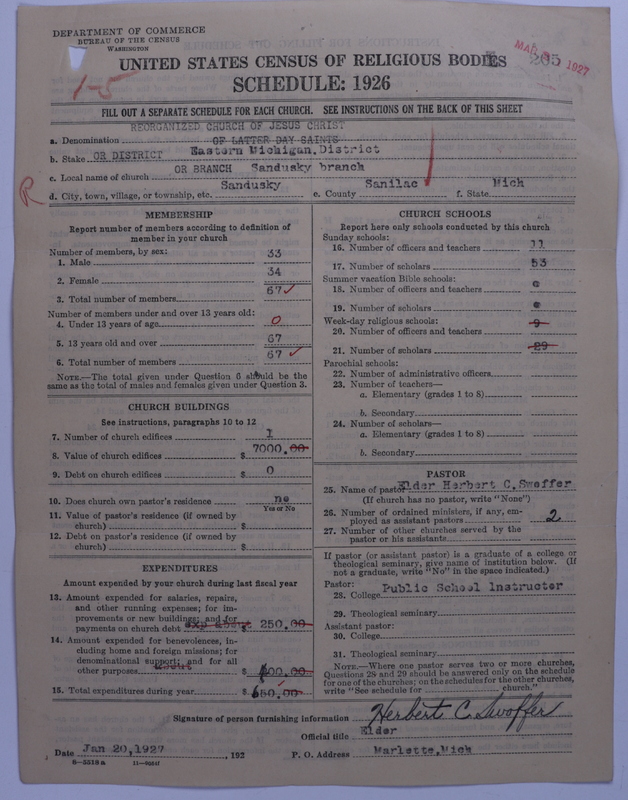 DEPARTMENT OF COMMERCE
BUREAU OF THE CENSUS
WASHINGTON
1-5
205
MAR 1927
UNITED STATES CENSUS OF RELIGIOUS BODIES
SCHEDULE: 1926
FILL OUT A SEPARATE SCHEDULE FOR EACH CHURCH. SEE INSTRUCTIONS ON THE BACK OF THIS SHEET
REORGANIZED CHURCH OF JESUS CHRIST
a. Denomination OF LATTER DAY SAINTS
b. Stake OR DISTRICT Eastern Michigan District
c. Local name of church OR BRANCH Sandusky branch
R
d. City, town, village, or township, etc. Sandusky e. County Sanilac f. State Mich
MEMBERSHIP
Report number of members according to definition of
member in your church
Number of members, by sex:
1. Male 33
2. Female 34
3. Total number of members 67
Number of members under and over 13 years old:
4. Under 13 years of age 0
5. 13 years old and over 67
6. Total number of members 67
NOTE.—The total given under Question 6 should be the
same as the total of males and females given under Question 3.
CHURCH BUILDINGS
See instructions, paragraphs 10 to 12
7. Number of church edifices 1
8. Value of church edifices $ 7000.00
9. Debt on church edifices $ 0
10. Does church own pastor's residence no
Yes or No
11. Value of pastor's residence (if owned by
church) $
12. Debt on pastor's residence (if owned by
church) $
EXPENDITURES
Amount expended by your church during last fiscal year
13. Amount expended for salaries, repairs,
and other running expenses; for im-
provements or new buildings; and for
payments on church debt $ 250.00
14. Amount expended for benevolences, in-
cluding home and foreign missions; for
denominational support; and for all
other purposes about $ 400.00
15. Total expenditures during year $ 650.00
CHURCH SCHOOLS
Report here only schools conducted by this church
Sunday schools:
16. Number of officers and teachers 11
17. Number of scholars 53
Summer vacation Bible schools:
18. Number of officers and teachers
19. Number of scholars
Week-day religious schools:
20. Number of officers and teachers 9
21. Number of scholars 29
Parochial schools:
22. Number of administrative officers
23. Number of teachers—
a. Elementary (grades 1 to 8)
b. Secondary
24. Number of scholars—
a. Elementary (grades 1 to 8)
b. Secondary
PASTOR
25. Name of pastor Elder Herbert C. Swoffer
(If church has no pastor, write "None")
26. Number of ordained ministers, if any, em-
ployed as assistant pastors 2
27. Number of other churches served by the
pastor or his assistants
If pastor (or assistant pastor) is a graduate of a college or
theological seminary, give name of institution below. (If
not a graduate, write "No" in the space indicated.)
Pastor:
28. College Public School Instructor
29. Theological seminary
Assistant pastor:
30. College
31. Theological seminary
NOTE.—Where one pastor serves two or more churches,
Questions 28 and 29 should be answered only on the schedule
for one of the churches; on the schedules for the other churches,
write "See schedule for church."
Signature of person furnishing information Herbert C. Swoffer
Official title Elder
Date Jan 20,1927, 192 P. O. Address Marlette, Mich